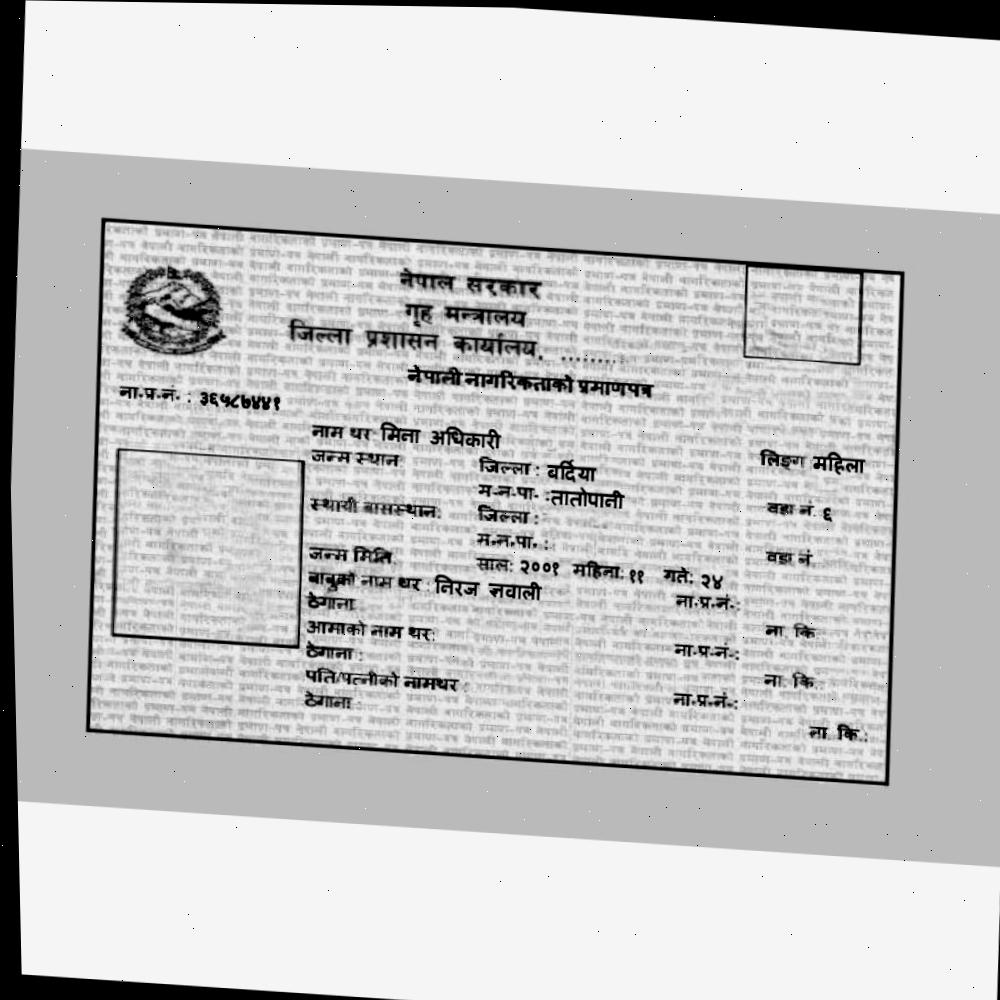 नेपाल सरकार
गृह मन्त्रालय
जिल्ला प्रशासन कार्यालय. .........
नेपाली नागरिकताको प्रमाणपत्र
ना.प्र.नं. : ३६५८७४४१
नाम थर: मिना अधिकारी
लिङ्ग महिला
जन्म स्थान: जिल्ला : बर्दिया
म.न.पा. :तातोपानी वडा नं. ६
स्थायी बासस्थान: जिल्ला :
म.न.पा. : वडा नं.
जन्म मिति: साल: २००१ महिना: ११ गते: २४
बाबुको नाम थर : निरज ज्ञवाली ना.प्र.नं.:
ठेगाना : ना. कि.:
आमाको नाम थर: ना.प्र.नं.:
ठेगाना : ना. कि.:
पति/पत्नीको नामथर : ना.प्र.नं.:
ठेगाना : ना. कि.: